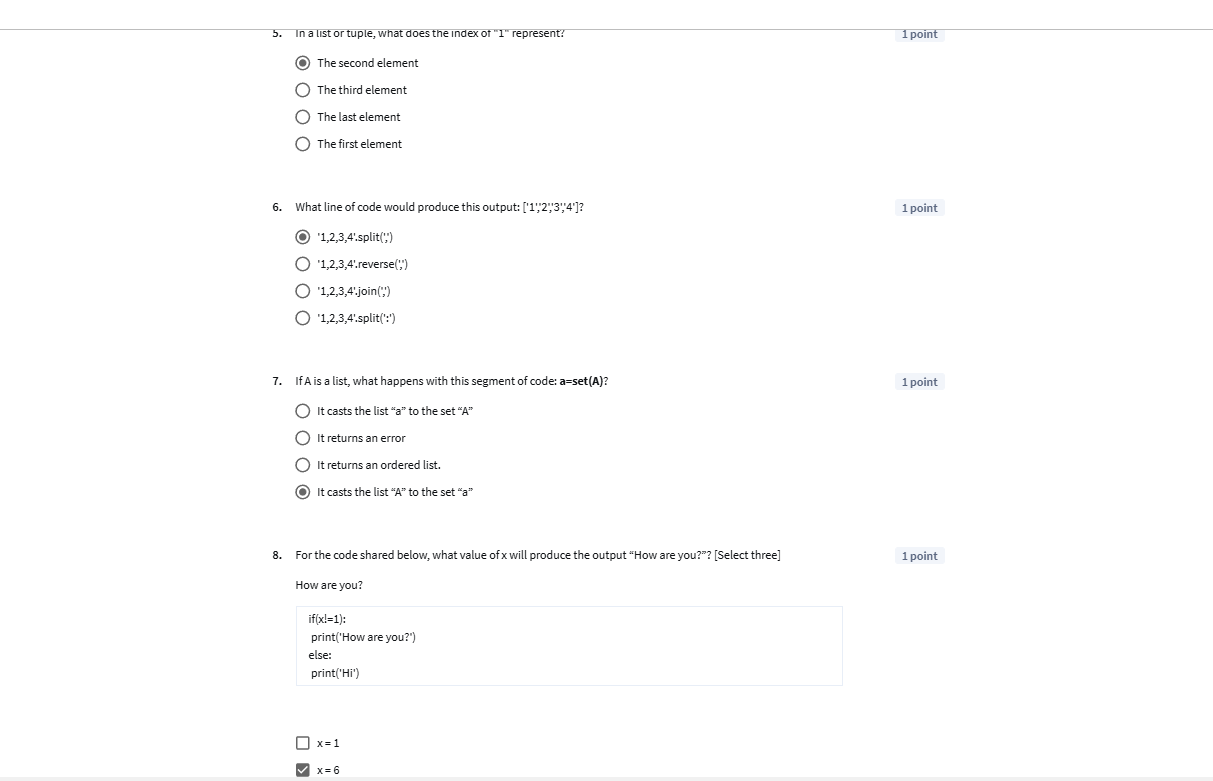 5. In a list or tuple, what does the index of "1" represent? 1 point
The second element
The third element
The last element
The first element
6. What line of code would produce this output: ['1','2','3','4']? 1 point
'1,2,3,4'.split(',')
'1,2,3,4'.reverse(',')
'1,2,3,4'.join(',')
'1,2,3,4'.split(':')
7. If A is a list, what happens with this segment of code: a=set(A)? 1 point
It casts the list “a” to the set “A”
It returns an error
It returns an ordered list.
It casts the list “A” to the set “a”
8. For the code shared below, what value of x will produce the output “How are you?”? [Select three] 1 point
How are you?
if(x!=1):
print('How are you?')
else:
print('Hi')
x = 1
x = 6